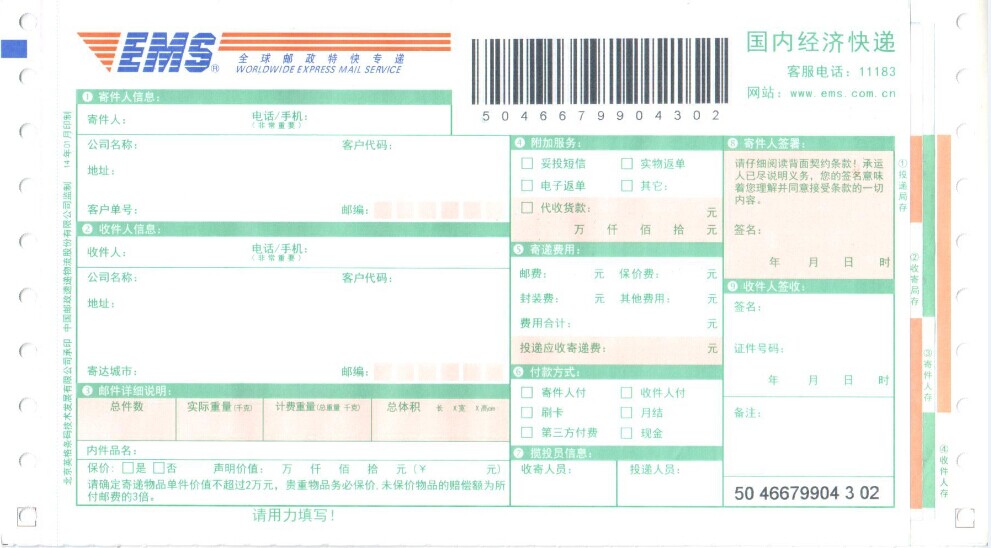 EMS®
全球邮政特快专递
WORLDWIDE EXPRESS MAIL SERVICE
5046679904302
国内经济快递
客服电话：11183
网站：www.ems.com.cn
❶ 寄件人信息：
寄件人：
电话/手机：
（非常重要）
公司名称：
客户代码：
地址：
客户单号：
邮编：
❷ 收件人信息：
收件人：
电话/手机：
（非常重要）
公司名称：
客户代码：
地址：
寄达城市：
邮编：
❸ 邮件详细说明：
总件数
实际重量(千克)
计费重量(总重量 千克)
总体积 长 X宽 X高cm
内件品名：
保价：□是 □否 声明价值： 万 仟 佰 拾 元（￥ 元）
请确定寄递物品单件价值不超过2万元，贵重物品务必保价，未保价物品的赔偿额为所
付邮费的3倍。
请用力填写！
❹ 附加服务：
□ 妥投短信 □ 实物返单
□ 电子返单 □ 其它：
□ 代收货款： 元
万 仟 佰 拾 元
❺ 寄递费用：
邮费： 元 保价费： 元
封装费： 元 其他费用： 元
费用合计： 元
投递应收寄递费： 元
❻ 付款方式：
□ 寄件人付 □ 收件人付
□ 刷卡 □ 月结
□ 第三方付费 □ 现金
❼ 揽投员信息：
收寄人员：
投递人员：
❽ 寄件人签署：
请仔细阅读背面契约条款！承运
人已尽说明义务，您的签名意味
着您理解并同意接受条款的一切
内容。
签名：
年 月 日 时
❾ 收件人签收：
签名：
证件号码：
年 月 日 时
备注：
50 46679904 3 02
①投递局存
②收寄局存
③寄件人存
④收件人存
北京英格条码技术发展有限公司承印 中国邮政速递物流股份有限公司监制 14年01月印制